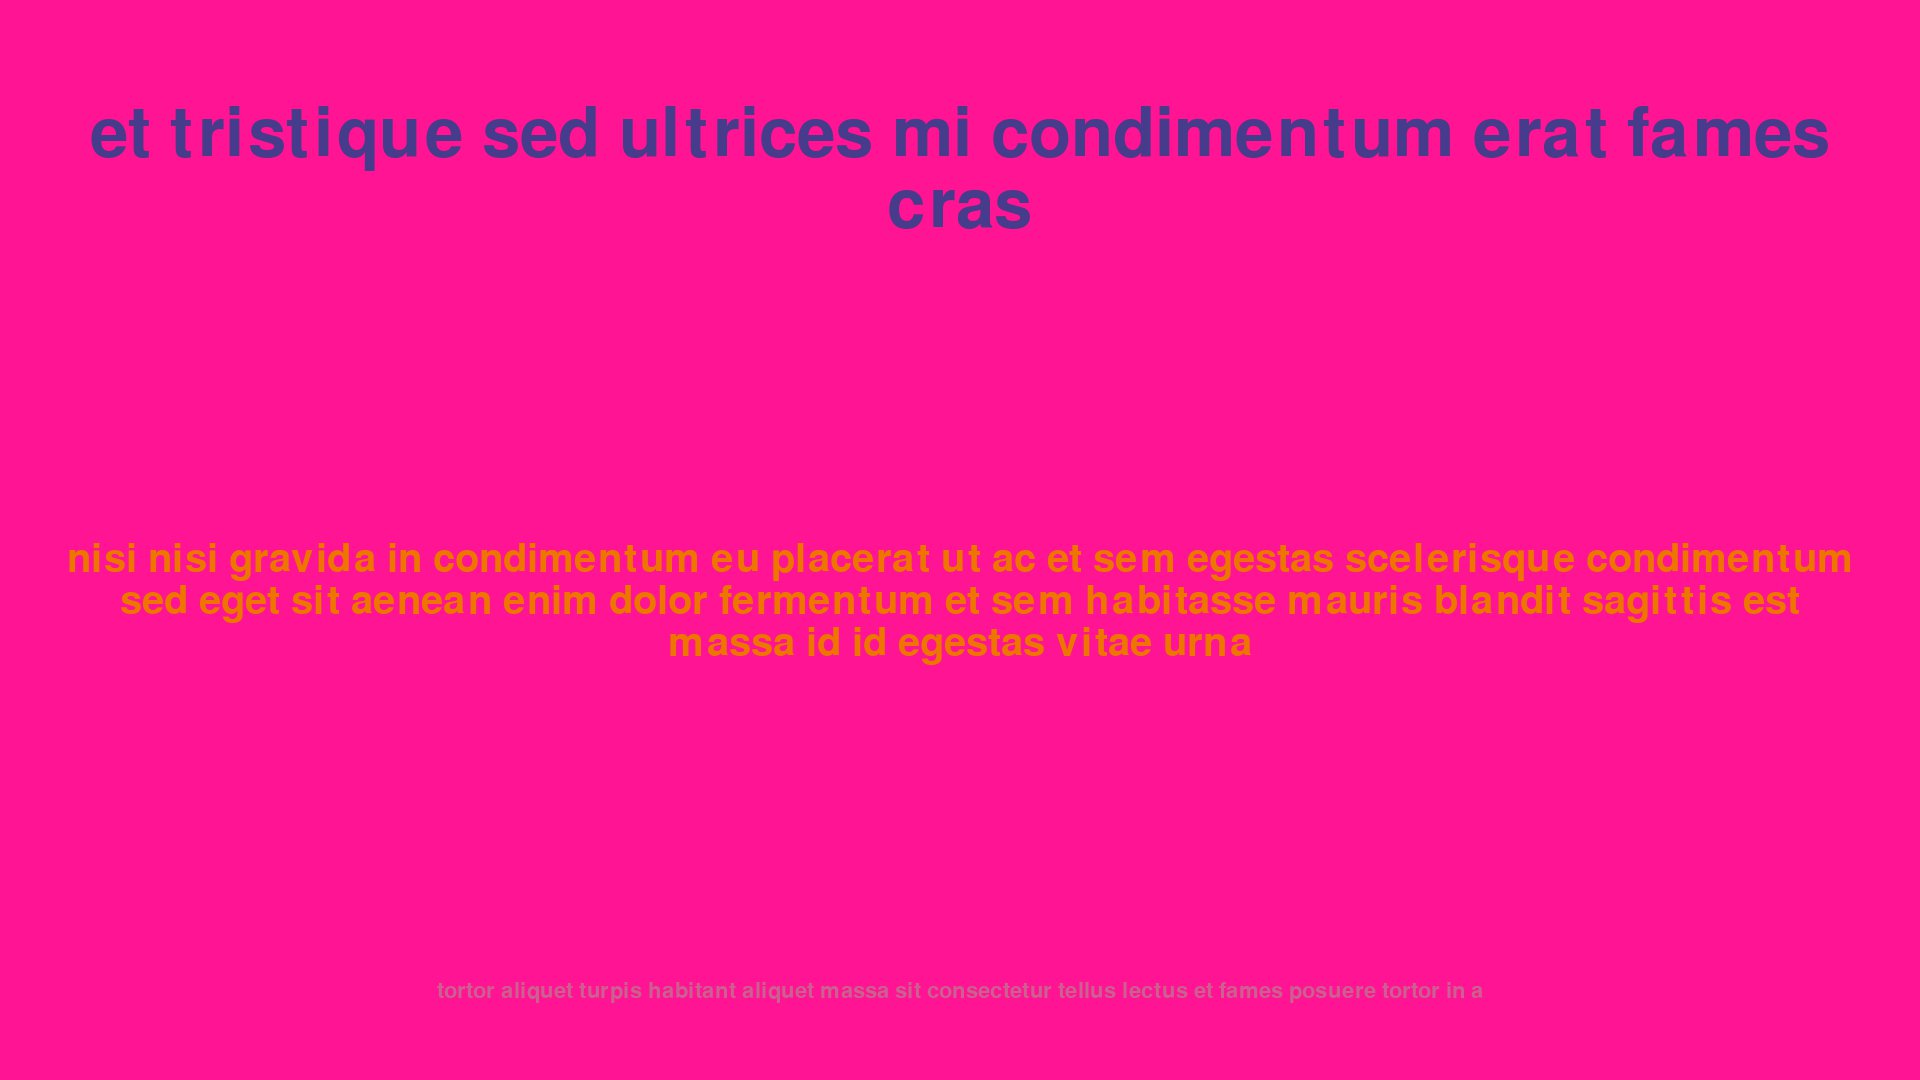 et tristique sed ultrices mi condimentum erat fames
cras
nisi nisi gravida in condimentum eu placerat ut ac et sem egestas scelerisque condimentum
sed eget sit aenean enim dolor fermentum et sem habitasse mauris blandit sagittis est
massa id id egestas vitae urna
tortor aliquet turpis habitant aliquet massa sit consectetur tellus lectus et fames posuere tortor in a